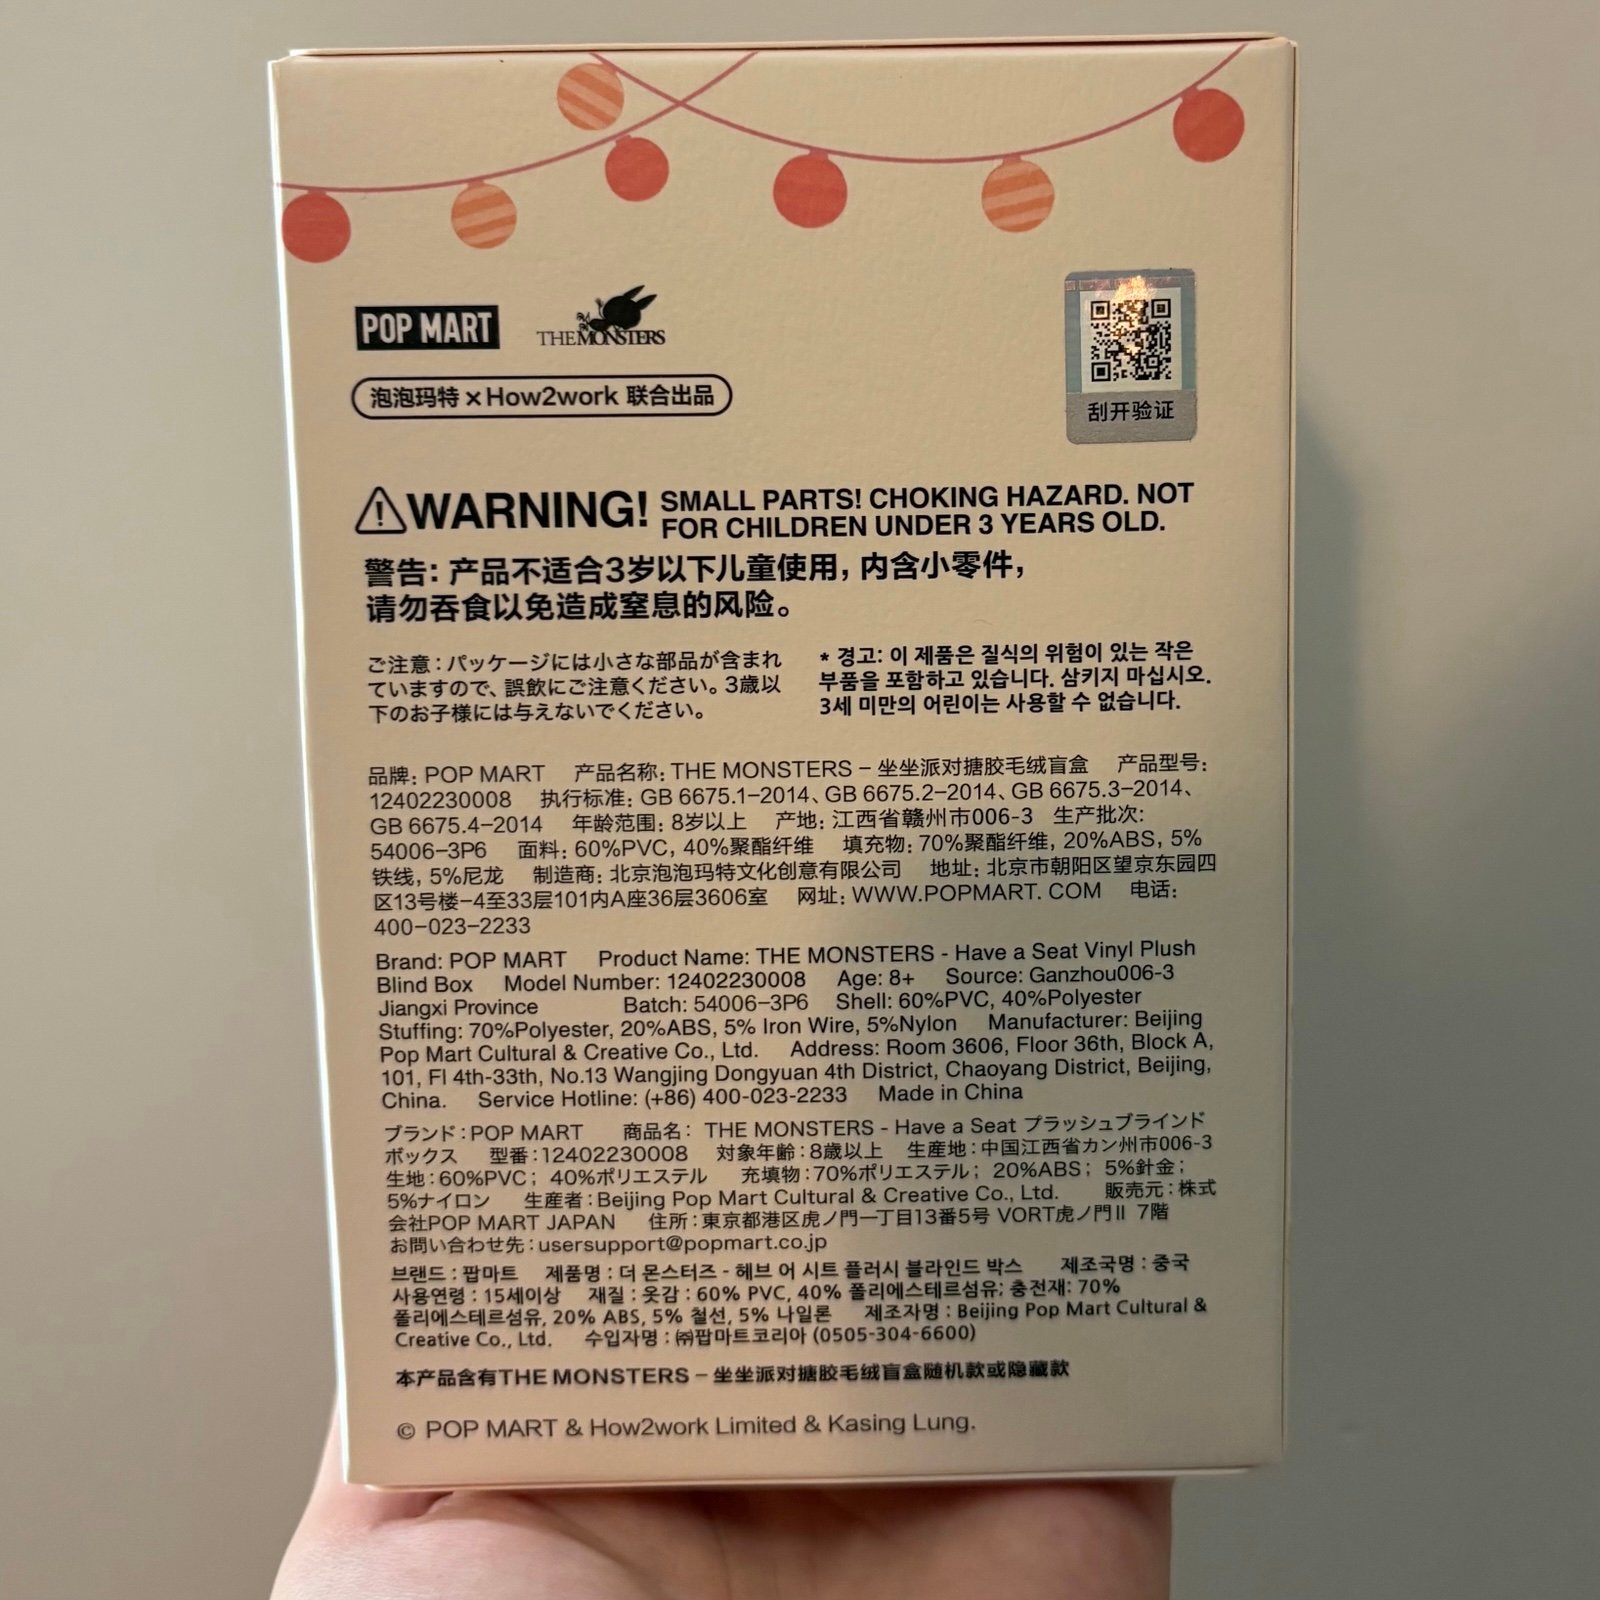 POP MART
THE MONSTERS
泡泡玛特 × How2work 联合出品
刮开验证
WARNING! SMALL PARTS! CHOKING HAZARD. NOT
FOR CHILDREN UNDER 3 YEARS OLD.
警告: 产品不适合3岁以下儿童使用, 内含小零件,
请勿吞食以免造成窒息的风险。
ご注意:パッケージには小さな部品が含まれ
ていますので、誤飲にご注意ください。3歳以
下のお子様には与えないでください。
* 경고: 이 제품은 질식의 위험이 있는 작은
부품을 포함하고 있습니다. 삼키지 마십시오.
3세 미만의 어린이는 사용할 수 없습니다.
品牌: POP MART 产品名称: THE MONSTERS – 坐坐派对搪胶毛绒盲盒 产品型号:
12402230008 执行标准: GB 6675.1–2014、GB 6675.2–2014、GB 6675.3–2014、
GB 6675.4–2014 年龄范围: 8岁以上 产地: 江西省赣州市006-3 生产批次:
54006–3P6 面料: 60%PVC, 40%聚酯纤维 填充物: 70%聚酯纤维, 20%ABS, 5%
铁线, 5%尼龙 制造商: 北京泡泡玛特文化创意有限公司 地址: 北京市朝阳区望京东园四
区13号楼–4至33层101内A座36层3606室 网址: WWW.POPMART. COM 电话:
400–023–2233
Brand: POP MART Product Name: THE MONSTERS - Have a Seat Vinyl Plush
Blind Box Model Number: 12402230008 Age: 8+ Source: Ganzhou006-3
Jiangxi Province Batch: 54006–3P6 Shell: 60%PVC, 40%Polyester
Stuffing: 70%Polyester, 20%ABS, 5% Iron Wire, 5%Nylon Manufacturer: Beijing
Pop Mart Cultural & Creative Co., Ltd. Address: Room 3606, Floor 36th, Block A,
101, Fl 4th-33th, No.13 Wangjing Dongyuan 4th District, Chaoyang District, Beijing,
China. Service Hotline: (+86) 400-023-2233 Made in China
ブランド:POP MART 商品名: THE MONSTERS - Have a Seat プラッシュブラインド
ボックス 型番:12402230008 対象年齢:8歳以上 生産地:中国江西省カン州市006-3
生地:60%PVC; 40%ポリエステル 充填物:70%ポリエステル; 20%ABS; 5%針金;
5%ナイロン 生産者:Beijing Pop Mart Cultural & Creative Co., Ltd. 販売元:株式
会社POP MART JAPAN 住所:東京都港区虎ノ門一丁目13番5号 VORT虎ノ門II 7階
お問い合わせ先:usersupport@popmart.co.jp
브랜드 : 팝마트 제품명 : 더 몬스터즈 - 헤브 어 시트 플러시 블라인드 박스 제조국명 : 중국
사용연령 : 15세이상 재질 : 옷감 : 60% PVC, 40% 폴리에스테르섬유; 충전재: 70%
폴리에스테르섬유, 20% ABS, 5% 철선, 5% 나일론 제조자명 : Beijing Pop Mart Cultural &
Creative Co., Ltd. 수입자명 : ㈜팝마트코리아 (0505-304-6600)
本产品含有THE MONSTERS – 坐坐派对搪胶毛绒盲盒随机款或隐藏款
© POP MART & How2work Limited & Kasing Lung.